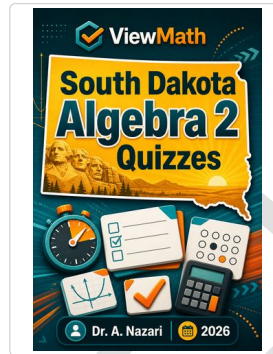 ViewMath
South Dakota
Algebra 2
Quizzes
Dr. A. Nazari
2026